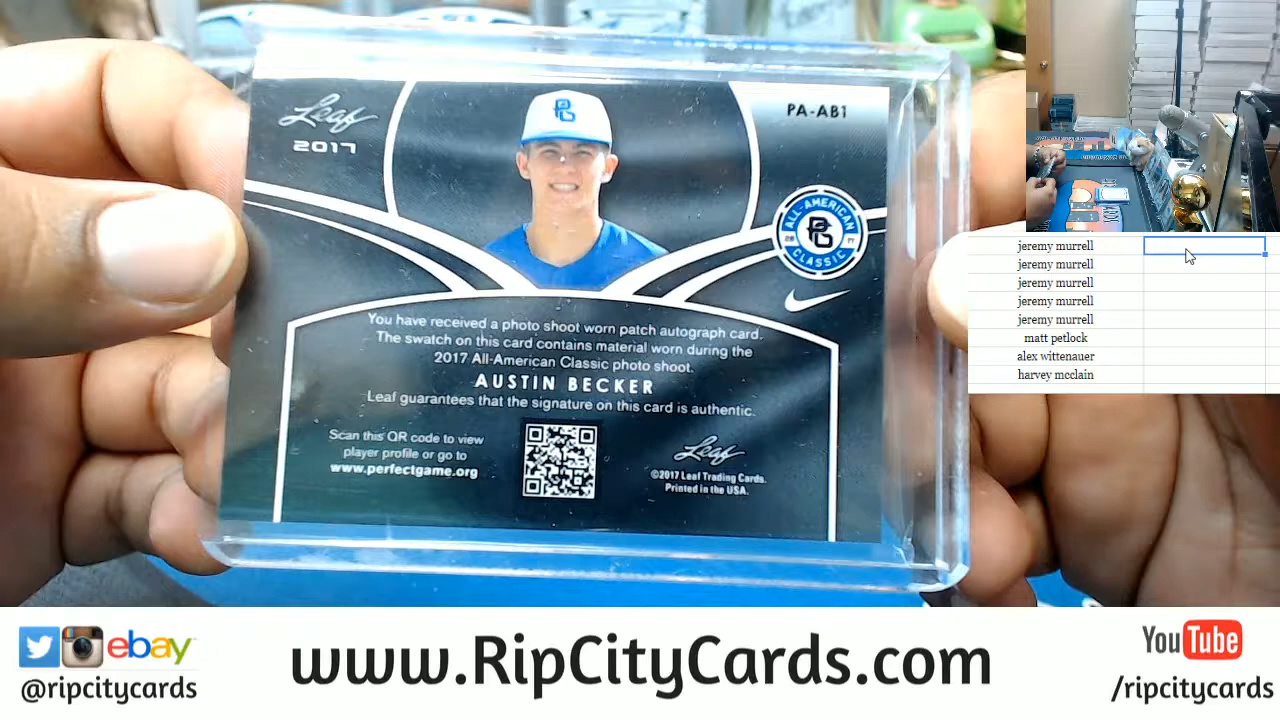 Leaf
2017
PG
PA-AB1
ALL-AMERICAN
20 PG 17
CLASSIC
You have received a photo shoot worn patch autograph card.
The swatch on this card contains material worn during the
2017 All-American Classic photo shoot.
AUSTIN BECKER
Leaf guarantees that the signature on this card is authentic.
Scan this QR code to view
player profile or go to
www.perfectgame.org
Leaf
©2017 Leaf Trading Cards.
Printed in the USA.
jeremy murrell
jeremy murrell
jeremy murrell
jeremy murrell
jeremy murrell
matt petlock
alex wittenauer
harvey mcclain
ebay
@ripcitycards
www.RipCityCards.com
YouTube
/ripcitycards